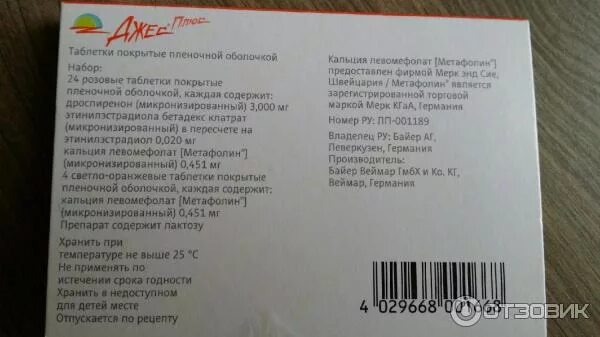 Джес® Плюс
Таблетки покрытые пленочной оболочкой
Набор:
24 розовые таблетки покрытые
пленочной оболочкой, каждая содержит:
дроспиренон (микронизированный) 3,000 мг
этинилэстрадиола бетадекс клатрат
(микронизированный) в пересчете на
этинилэстрадиол 0,020 мг
кальция левомефолат [Метафолин®]
(микронизированный) 0,451 мг
4 светло-оранжевые таблетки покрытые
пленочной оболочкой, каждая содержит:
кальция левомефолат [Метафолин®]
(микронизированный) 0,451 мг
Препарат содержит лактозу
Хранить при
температуре не выше 25 °C
Не применять по
истечении срока годности
Хранить в недоступном
для детей месте
Отпускается по рецепту
Кальция левомефолат [Метафолин®]
предоставлен фирмой Мерк энд Сие,
Швейцария / Метафолин® является
зарегистрированной торговой
маркой Мерк КГаА, Германия
Номер РУ: ЛП-001189
Владелец РУ: Байер АГ,
Леверкузен, Германия
Производитель:
Байер Веймар ГмбХ и Ко. КГ,
Веймар, Германия
4 029668 001668
ОТЗОВИК